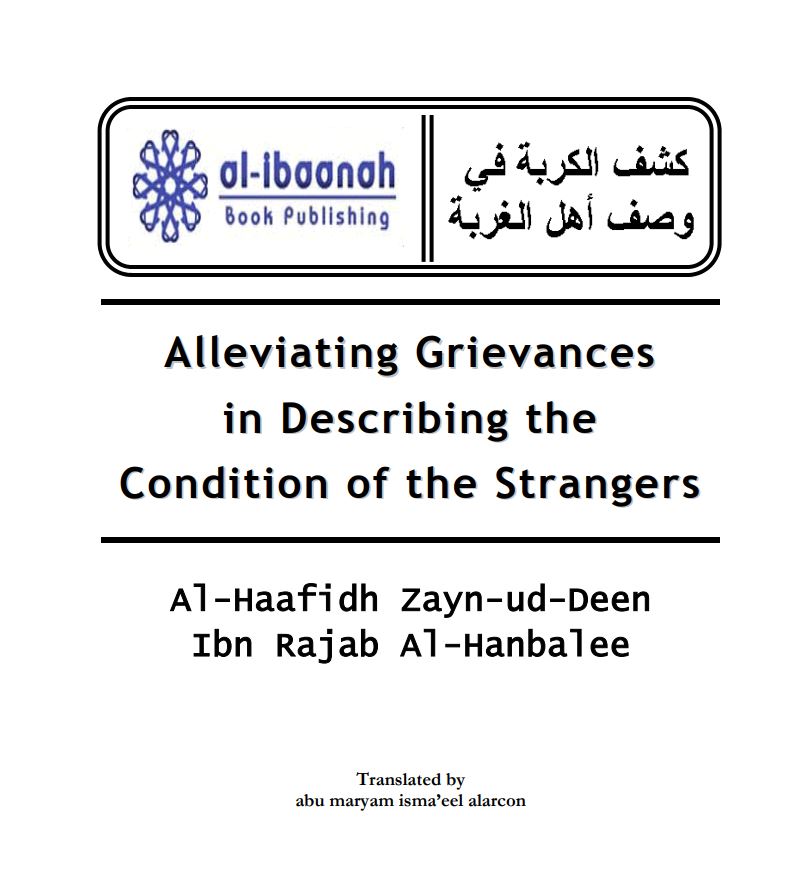 al-ibaanah
Book Publishing
كشف الكربة في
وصف أهل الغربة
Alleviating Grievances
in Describing the
Condition of the Strangers
Al-Haafidh Zayn-ud-Deen
Ibn Rajab Al-Hanbalee
Translated by
abu maryam isma’eel alarcon